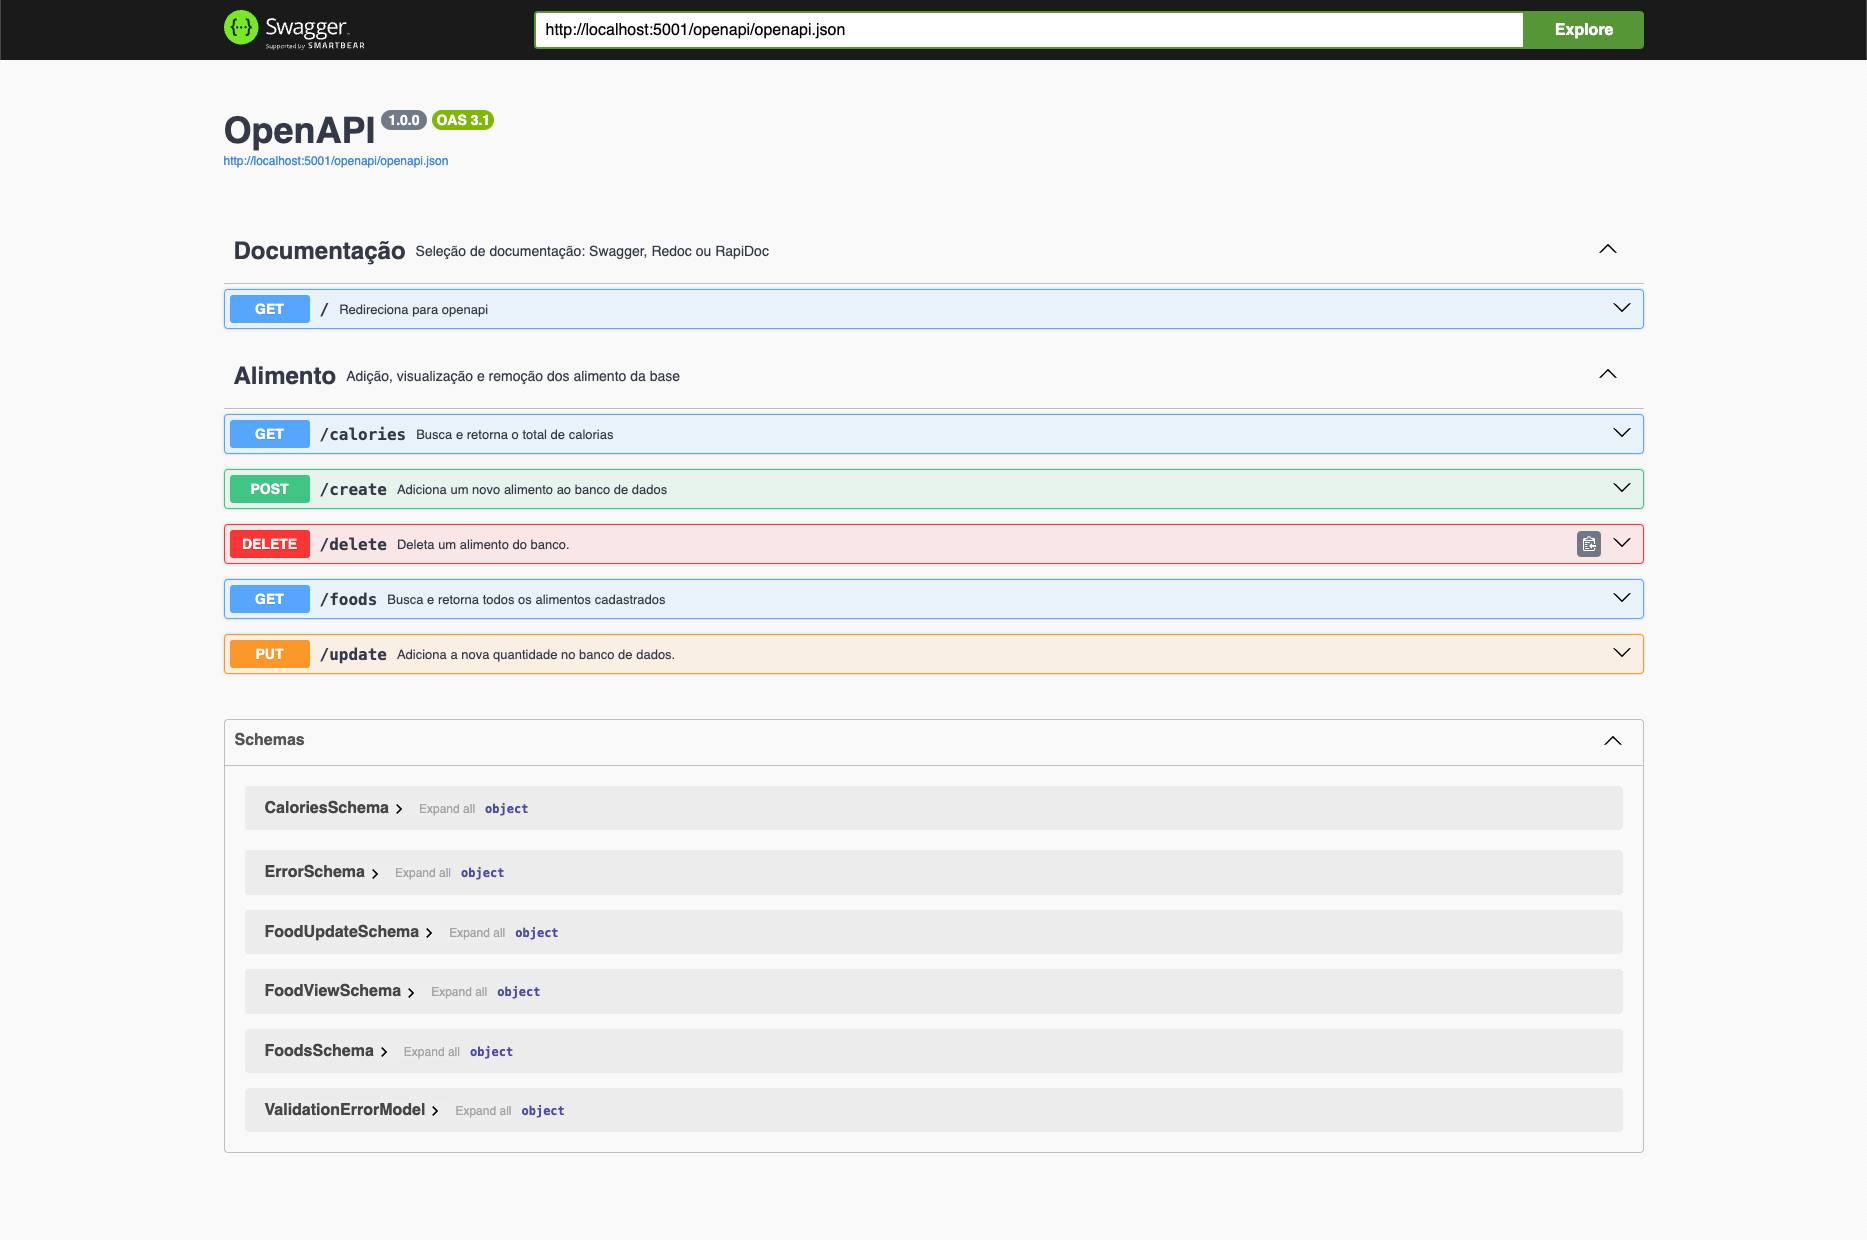 Swagger
Supported by SMARTBEAR
http://localhost:5001/openapi/openapi.json
Explore
OpenAPI 1.0.0 OAS 3.1
http://localhost:5001/openapi/openapi.json
Documentação Seleção de documentação: Swagger, Redoc ou RapiDoc
GET / Redireciona para openapi
Alimento Adição, visualização e remoção dos alimento da base
GET /calories Busca e retorna o total de calorias
POST /create Adiciona um novo alimento ao banco de dados
DELETE /delete Deleta um alimento do banco.
GET /foods Busca e retorna todos os alimentos cadastrados
PUT /update Adiciona a nova quantidade no banco de dados.
Schemas
CaloriesSchema Expand all object
ErrorSchema Expand all object
FoodUpdateSchema Expand all object
FoodViewSchema Expand all object
FoodsSchema Expand all object
ValidationErrorModel Expand all object